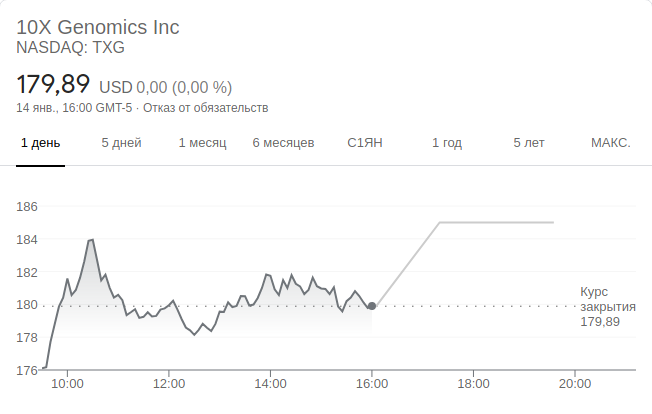 10X Genomics Inc
NASDAQ: TXG
179,89 USD 0,00 (0,00 %)
14 янв., 16:00 GMT-5 · Отказ от обязательств
1 день 5 дней 1 месяц 6 месяцев С1ЯН 1 год 5 лет МАКС.
186
184
182
180
178
176
Курс
закрытия
179,89
10:00 12:00 14:00 16:00 18:00 20:00